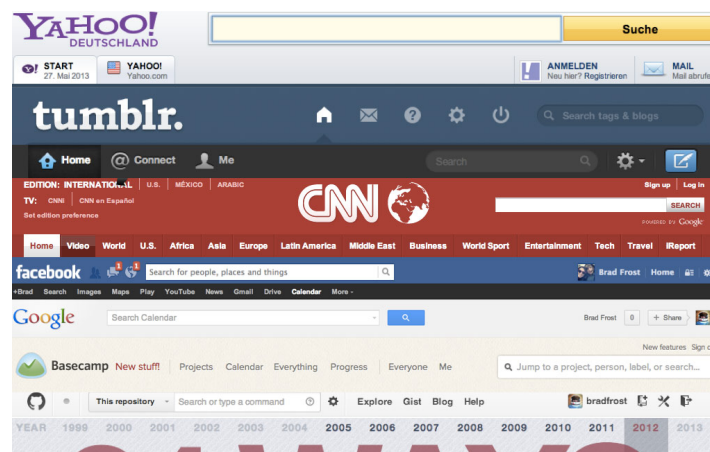 YAHOO!
DEUTSCHLAND
Suche
START
27. Mai 2013
YAHOO!
Yahoo.com
ANMELDEN
Neu hier? Registrieren
MAIL
Mail abrufe
tumblr.
Search tags & blogs
Home
Connect
Me
Search
EDITION: INTERNATIONAL U.S. MÉXICO ARABIC
TV: CNNi CNN en Español
Set edition preference
CNN
Sign up Log in
SEARCH
POWERED BY Google
Home Video World U.S. Africa Asia Europe Latin America Middle East Business World Sport Entertainment Tech Travel iReport
facebook 1 1 Search for people, places and things Brad Frost Home
+Brad Search Images Maps Play YouTube News Gmail Drive Calendar More
Google Search Calendar Brad Frost 0 + Share
New features Sign o
Basecamp New stuff! Projects Calendar Everything Progress Everyone Me Jump to a project, person, label, or search...
This repository Search or type a command Explore Gist Blog Help bradfrost
YEAR 1999 2000 2001 2002 2003 2004 2005 2006 2007 2008 2009 2010 2011 2012 2013